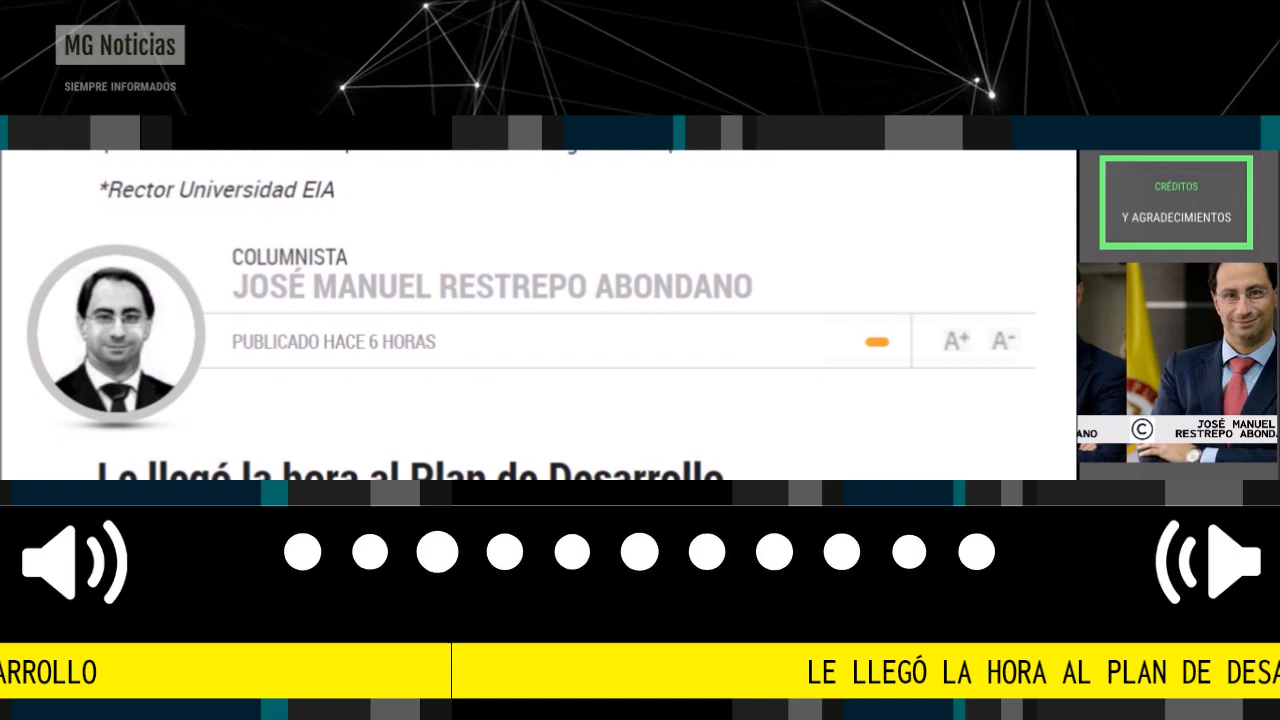 MG Noticias
SIEMPRE INFORMADOS
*Rector Universidad EIA
COLUMNISTA
JOSÉ MANUEL RESTREPO ABONDANO
PUBLICADO HACE 6 HORAS
A+ A-
Le llegó la hora al Plan de Desarrollo
CRÉDITOS
Y AGRADECIMIENTOS
ANO © JOSÉ MANUEL
RESTREPO ABOND
ARROLLO
LE LLEGÓ LA HORA AL PLAN DE DESA